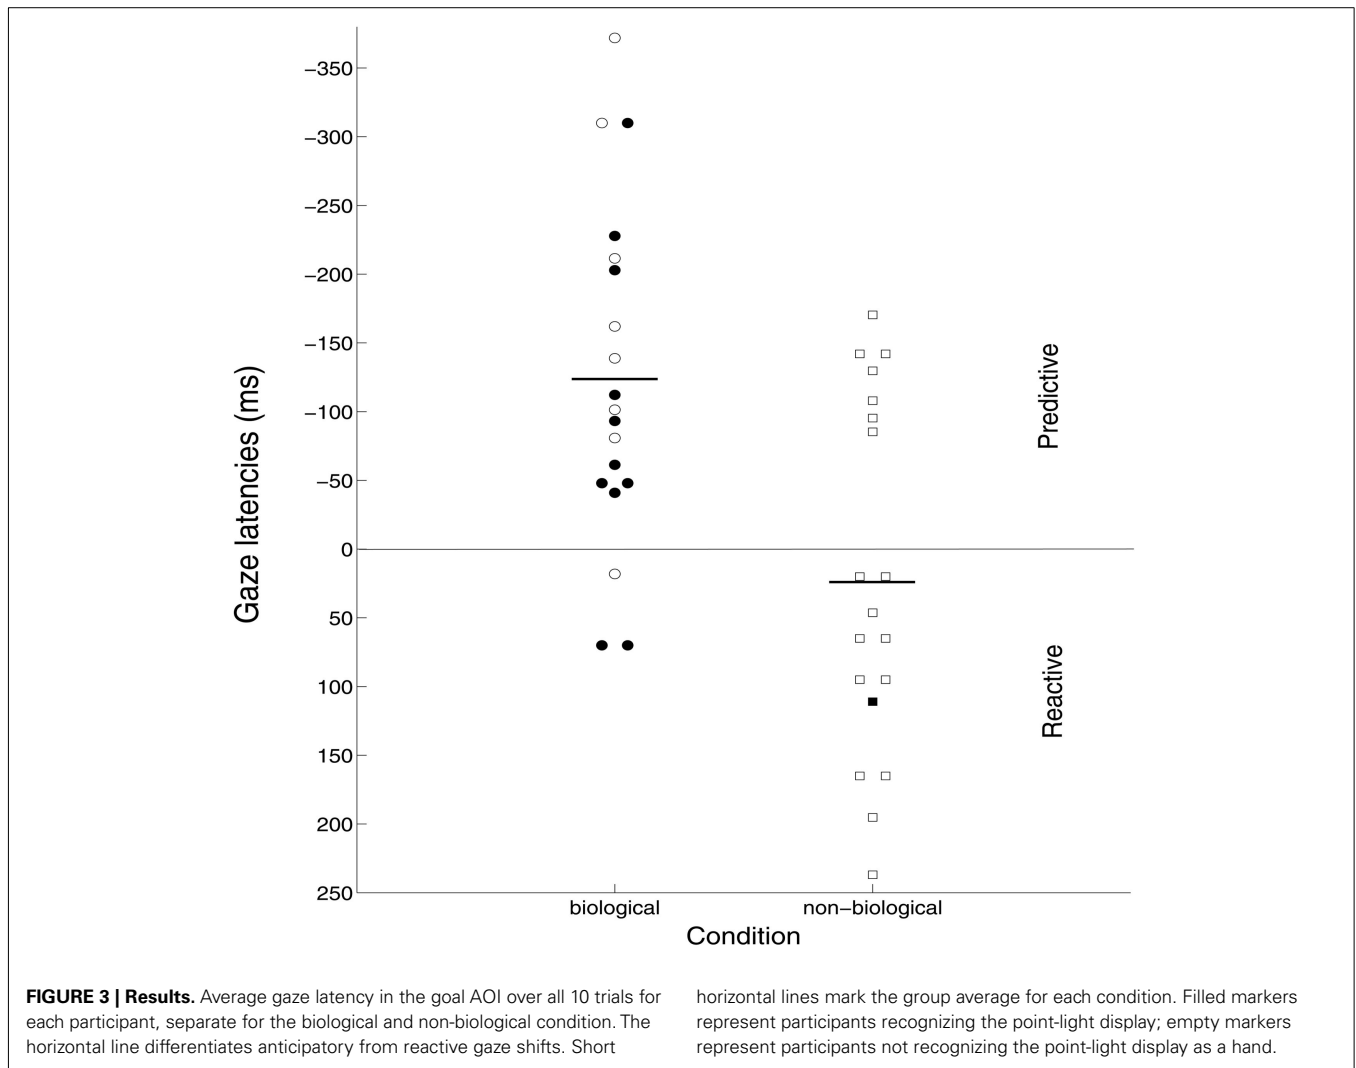 −350
−300
−250
−200
−150
−100
−50
0
50
100
150
200
250
Gaze latencies (ms)
Predictive
Reactive
biological
non−biological
Condition
FIGURE 3 | Results. Average gaze latency in the goal AOI over all 10 trials for
each participant, separate for the biological and non-biological condition. The
horizontal line differentiates anticipatory from reactive gaze shifts. Short
horizontal lines mark the group average for each condition. Filled markers
represent participants recognizing the point-light display; empty markers
represent participants not recognizing the point-light display as a hand.